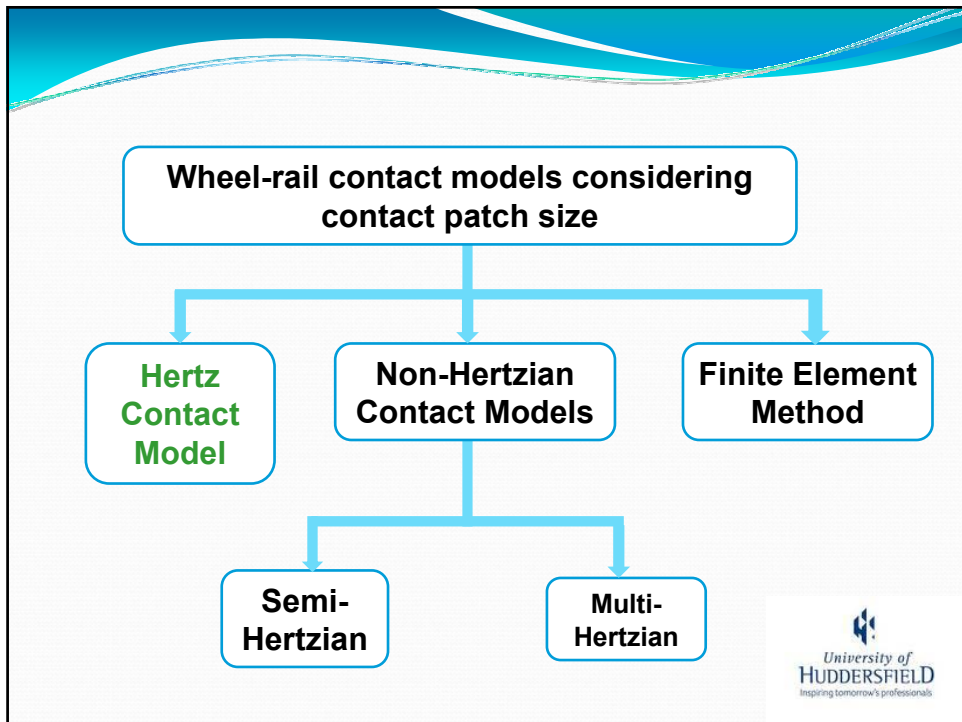 Wheel-rail contact models considering
contact patch size
Hertz
Contact
Model
Non-Hertzian
Contact Models
Finite Element
Method
Semi-
Hertzian
Multi-
Hertzian
University of
HUDDERSFIELD
Inspiring tomorrow's professionals